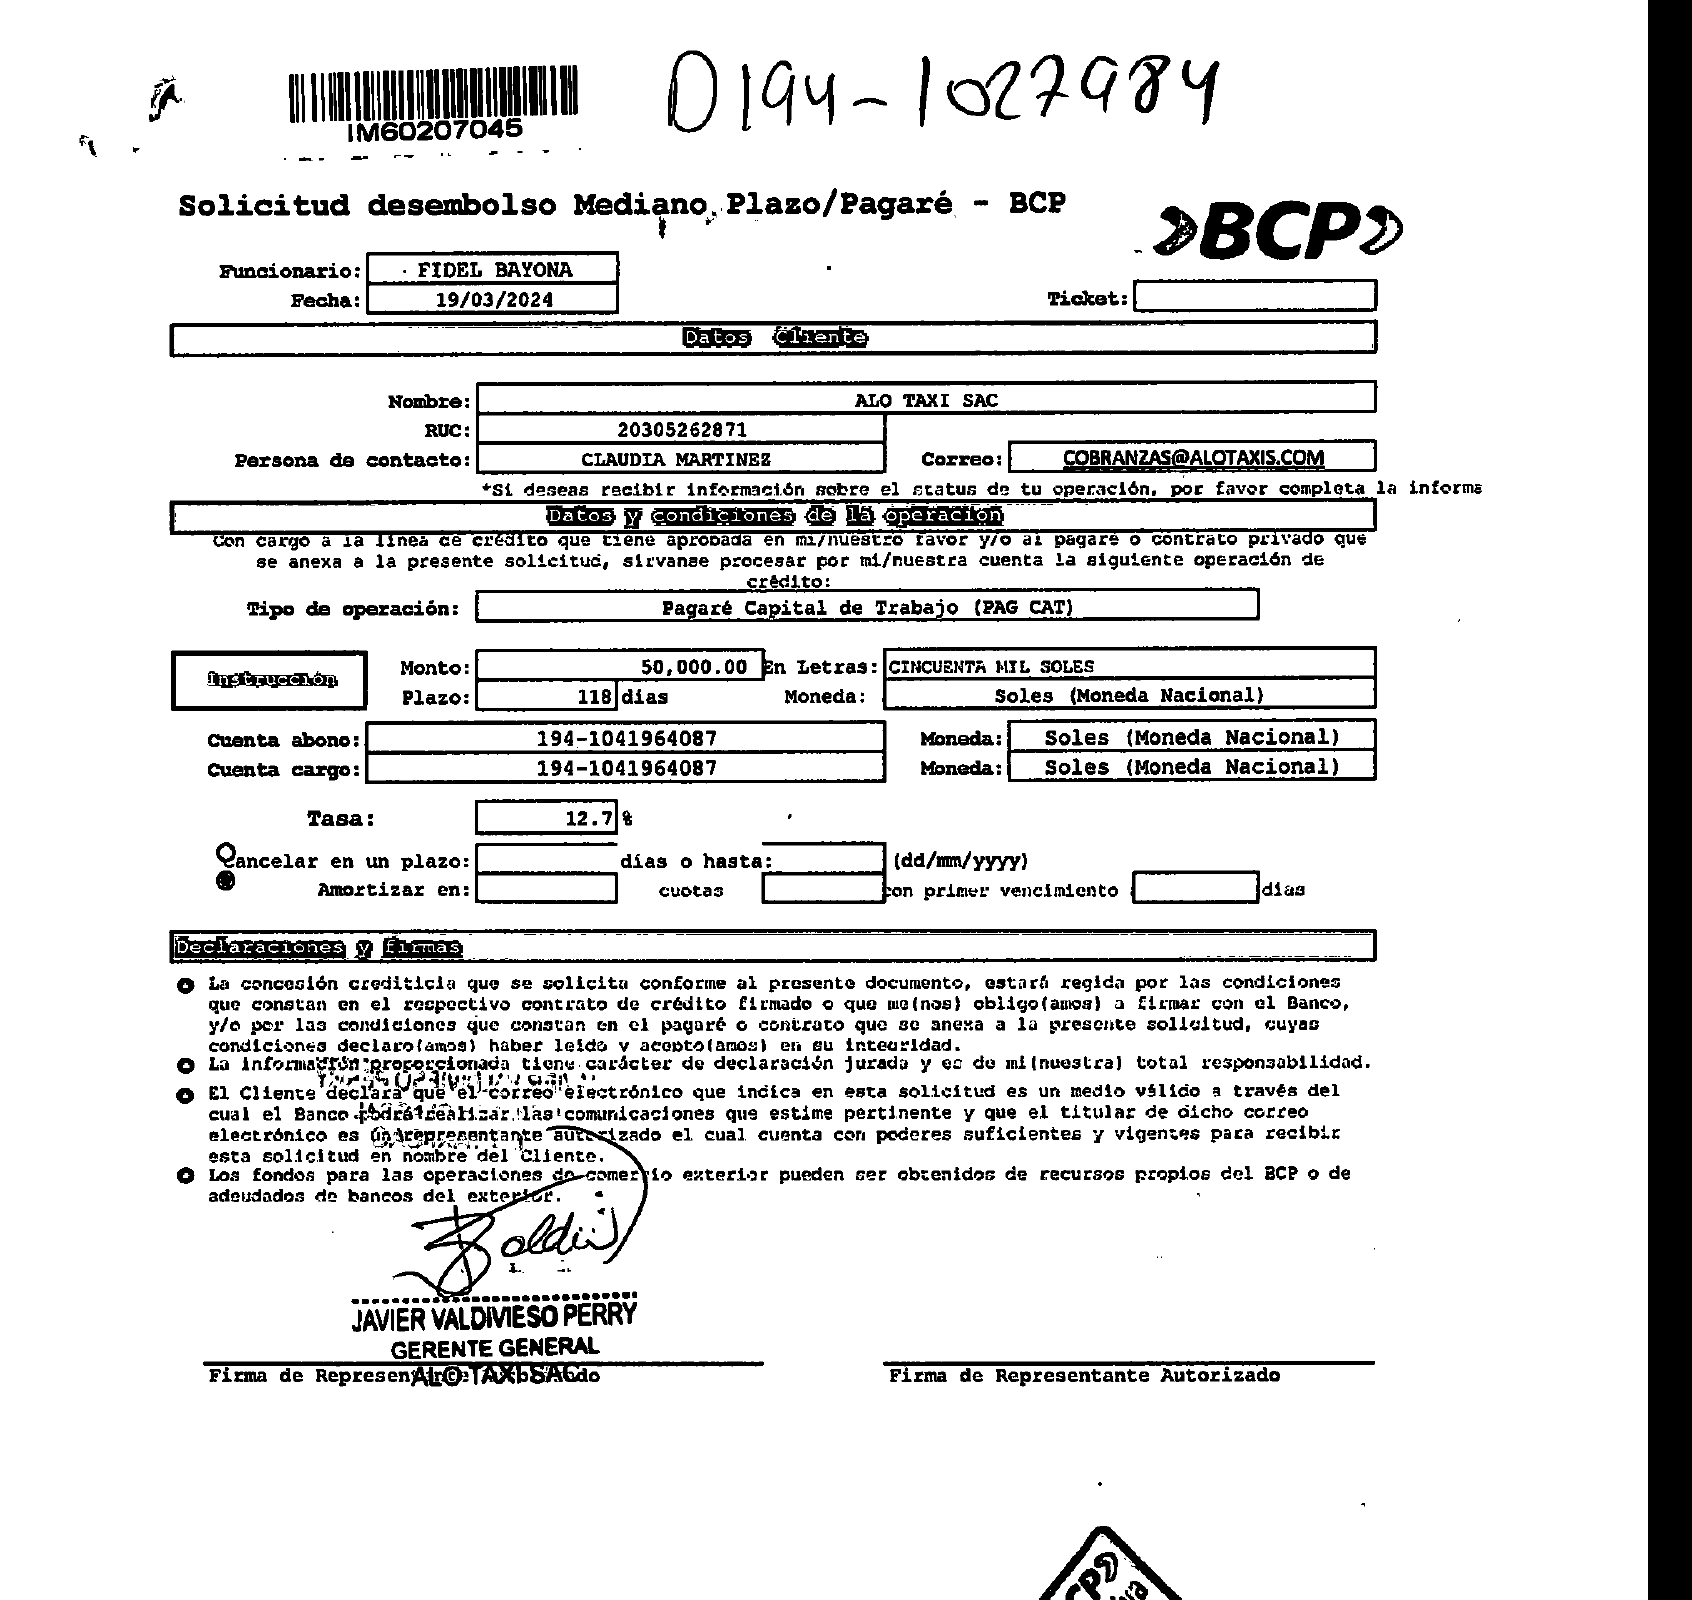 D194-1027984
IM60207045
Solicitud desembolso Mediano Plazo/Pagaré - BCP
BCP
Funcionario: FIDEL BAYONA
Fecha: 19/03/2024
Ticket:
Datos Cliente
Nombre: ALO TAXI SAC
RUC: 20305262871
Persona de contacto: CLAUDIA MARTINEZ Correo: COBRANZAS@ALOTAXIS.COM
*Si deseas recibir información sobre el status de tu operación, por favor completa la informa
Datos y condiciones de la operacion
Con cargo a la línea de crédito que tiene aprobada en mi/nuestro favor y/o al pagaré o contrato privado que
se anexa a la presente solicitud, sirvanse procesar por mi/nuestra cuenta la siguiente operación de
crédito:
Tipo de operación: Pagaré Capital de Trabajo (PAG CAT)
Instrucción
Monto: 50,000.00 En Letras: CINCUENTA MIL SOLES
Plazo: 118 dias Moneda: Soles (Moneda Nacional)
Cuenta abono: 194-1041964087 Moneda: Soles (Moneda Nacional)
Cuenta cargo: 194-1041964087 Moneda: Soles (Moneda Nacional)
Tasa: 12.7 %
Cancelar en un plazo: días o hasta: (dd/mm/yyyy)
Amortizar en: cuotas con primer vencimiento dias
Declaraciones y firmas
La concesión crediticia que se solicita conforme al presente documento, estará regida por las condiciones
que constan en el respectivo contrato de crédito firmado o que me(nos) obligo(amos) a firmar con el Banco,
y/o por las condiciones que constan en el pagaré o contrato que se anexa a la presente solicitud, cuyas
condiciones declaro(amos) haber leido y acepto(amos) en su integridad.
La información proporcionada tiene carácter de declaración jurada y es de mi(nuestra) total responsabilidad.
El Cliente declara que el correo electrónico que indica en esta solicitud es un medio válido a través del
cual el Banco podrá realizar las comunicaciones que estime pertinente y que el titular de dicho correo
electrónico es un representante autorizado el cual cuenta con poderes suficientes y vigentes para recibir
esta solicitud en nombre del Cliente.
Los fondos para las operaciones de comercio exterior pueden ser obtenidos de recursos propios del BCP o de
adeudados de bancos del exterior.
JAVIER VALDIVIESO PERRY
GERENTE GENERAL
ALO TAXI SAC
Firma de Representante Autorizado Firma de Representante Autorizado